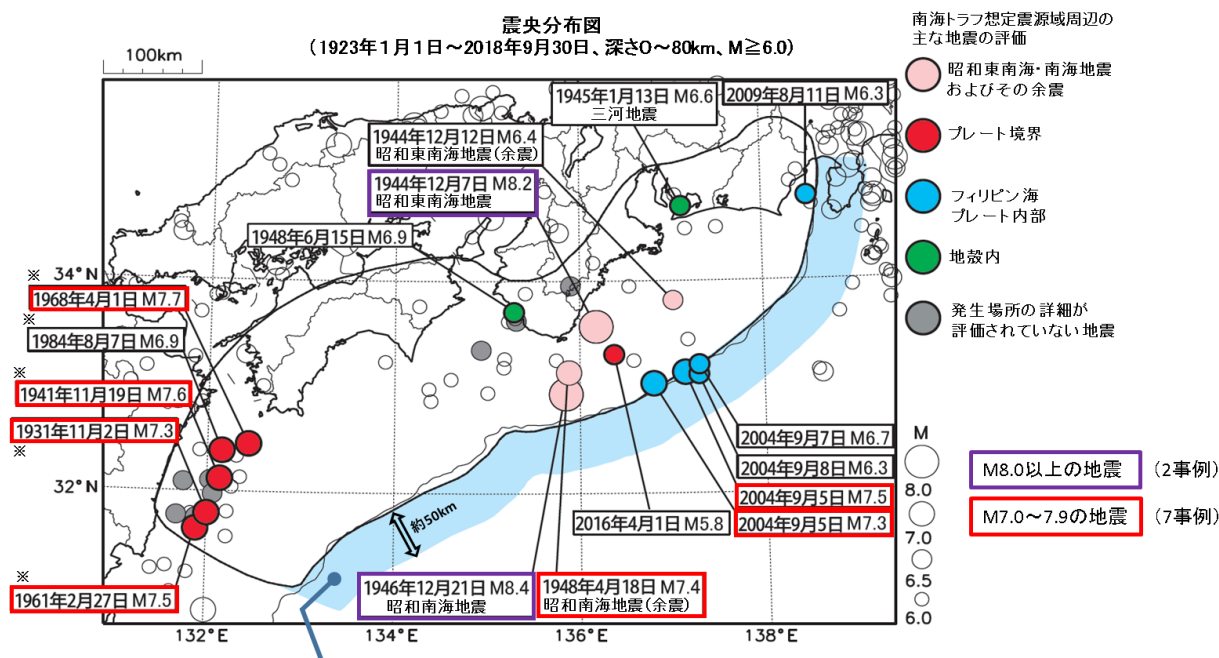 震央分布図
(1923年1月1日~2018年9月30日、深さ0~80km、M≧6.0)
100km
南海トラフ想定震源域周辺の
主な地震の評価
昭和東南海・南海地震
およびその余震
プレート境界
フィリピン海
プレート内部
地殻内
発生場所の詳細が
評価されていない地震
1945年1月13日 M6.6
三河地震
2009年8月11日 M6.3
1944年12月12日 M6.4
昭和東南海地震(余震)
1944年12月7日 M8.2
昭和東南海地震
1948年6月15日 M6.9
34°N
※
1968年4月1日 M7.7
※
1984年8月7日 M6.9
※
1941年11月19日 M7.6
1931年11月2日 M7.3
※
32°N
※
1961年2月27日 M7.5
約50km
2004年9月7日 M6.7
2004年9月8日 M6.3
2004年9月5日 M7.5
2004年9月5日 M7.3
2016年4月1日 M5.8
1946年12月21日 M8.4
昭和南海地震
1948年4月18日 M7.4
昭和南海地震(余震)
132°E
134°E
136°E
138°E
M
8.0
7.0
6.5
6.0
M8.0以上の地震 (2事例)
M7.0~7.9の地震 (7事例)